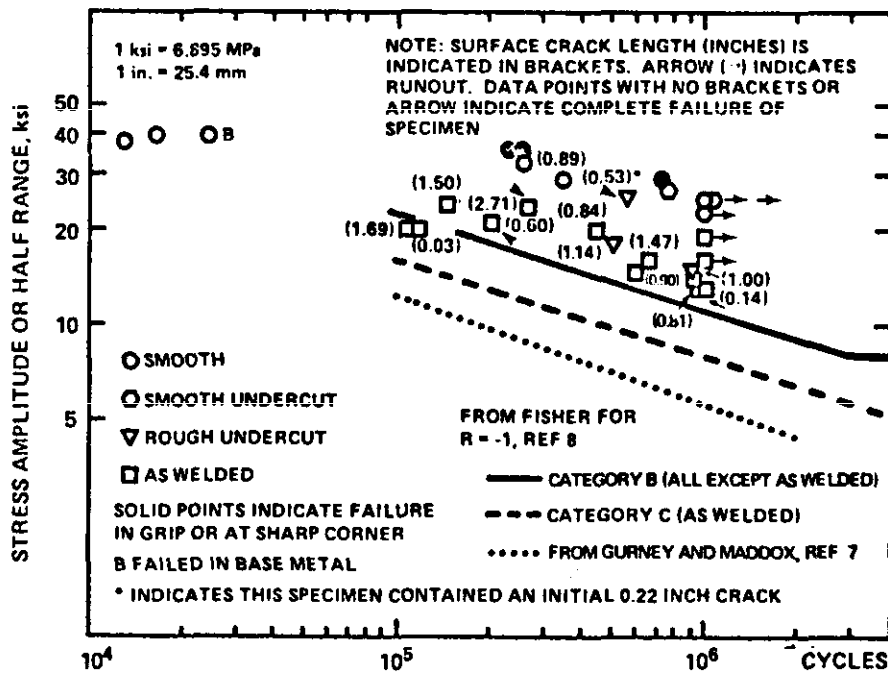 1 ksi = 6.895 MPa
1 in. = 25.4 mm
NOTE: SURFACE CRACK LENGTH (INCHES) IS
INDICATED IN BRACKETS. ARROW (→) INDICATES
RUNOUT. DATA POINTS WITH NO BRACKETS OR
ARROW INDICATE COMPLETE FAILURE OF
SPECIMEN
STRESS AMPLITUDE OR HALF RANGE, ksi
50
40
30
20
10
5
B
(0.89)
(0.53)*
(1.50)
(2.71)
(0.84)
(1.69)
(0.03)
(0.60)
(1.14)
(1.47)
(0.90)
(1.00)
(0.14)
(0.81)
SMOOTH
SMOOTH UNDERCUT
ROUGH UNDERCUT
AS WELDED
SOLID POINTS INDICATE FAILURE
IN GRIP OR AT SHARP CORNER
B FAILED IN BASE METAL
* INDICATES THIS SPECIMEN CONTAINED AN INITIAL 0.22 INCH CRACK
FROM FISHER FOR
R = -1, REF 8
CATEGORY B (ALL EXCEPT AS WELDED)
CATEGORY C (AS WELDED)
FROM GURNEY AND MADDOX, REF 7
10⁴
10⁵
10⁶
CYCLES